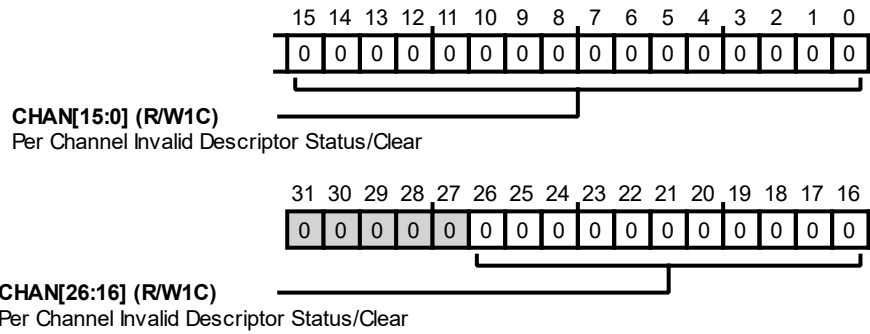 15 14 13 12 11 10 9 8 7 6 5 4 3 2 1 0
0 0 0 0 0 0 0 0 0 0 0 0 0 0 0 0
CHAN[15:0] (R/W1C)
Per Channel Invalid Descriptor Status/Clear
31 30 29 28 27 26 25 24 23 22 21 20 19 18 17 16
0 0 0 0 0 0 0 0 0 0 0 0 0 0 0 0
CHAN[26:16] (R/W1C)
Per Channel Invalid Descriptor Status/Clear